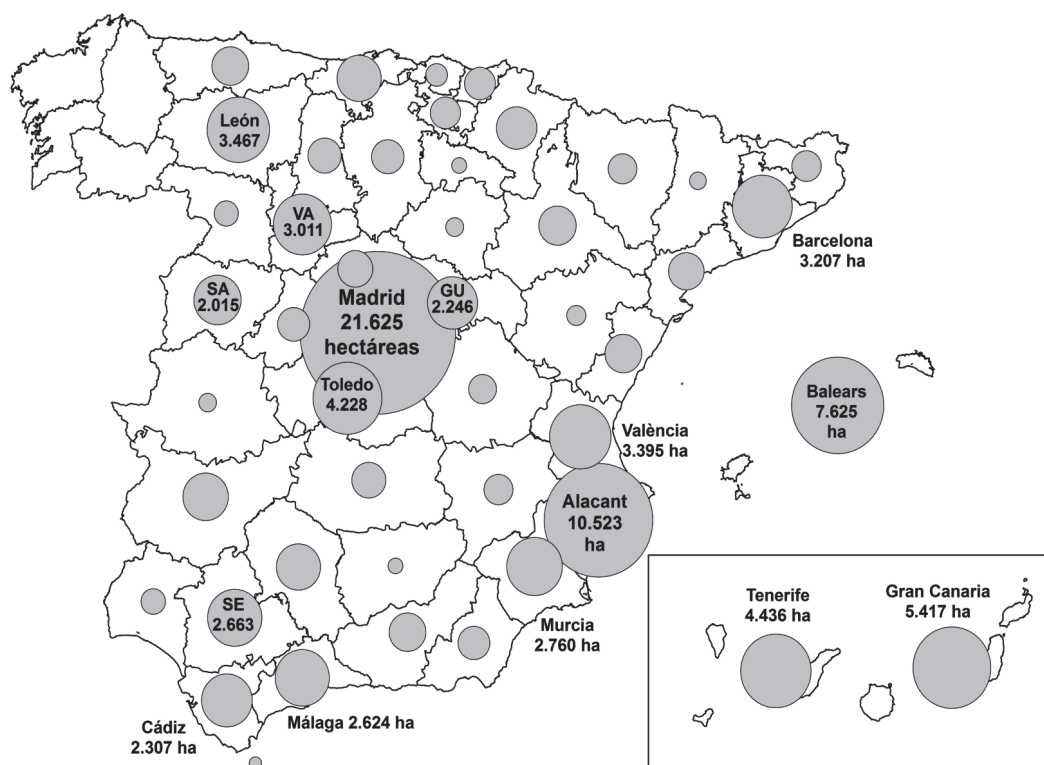 León
3.467
VA
3.011
Barcelona
3.207 ha
SA
2.015
Madrid
21.625
hectáreas
GU
2.246
Toledo
4.228
Balears
7.625
ha
València
3.395 ha
Alacant
10.523
ha
SE
2.663
Murcia
2.760 ha
Tenerife
4.436 ha
Gran Canaria
5.417 ha
Cádiz
2.307 ha
Málaga 2.624 ha